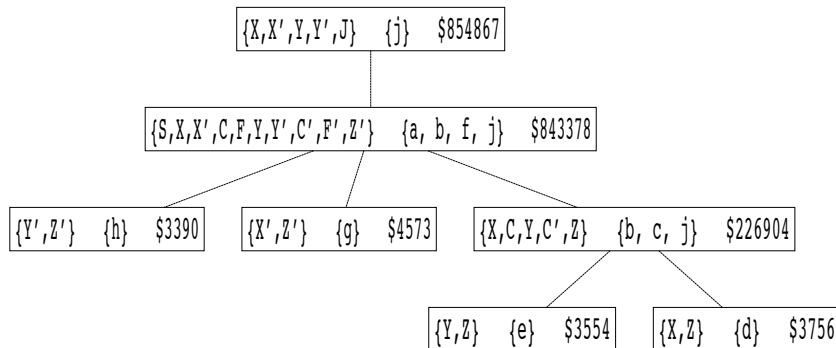 {X,X',Y,Y',J} {j} $854867
{S,X,X',C,F,Y,Y',C',F',Z'} {a, b, f, j} $843378
{Y',Z'} {h} $3390
{X',Z'} {g} $4573
{X,C,Y,C',Z} {b, c, j} $226904
{Y,Z} {e} $3554
{X,Z} {d} $3756